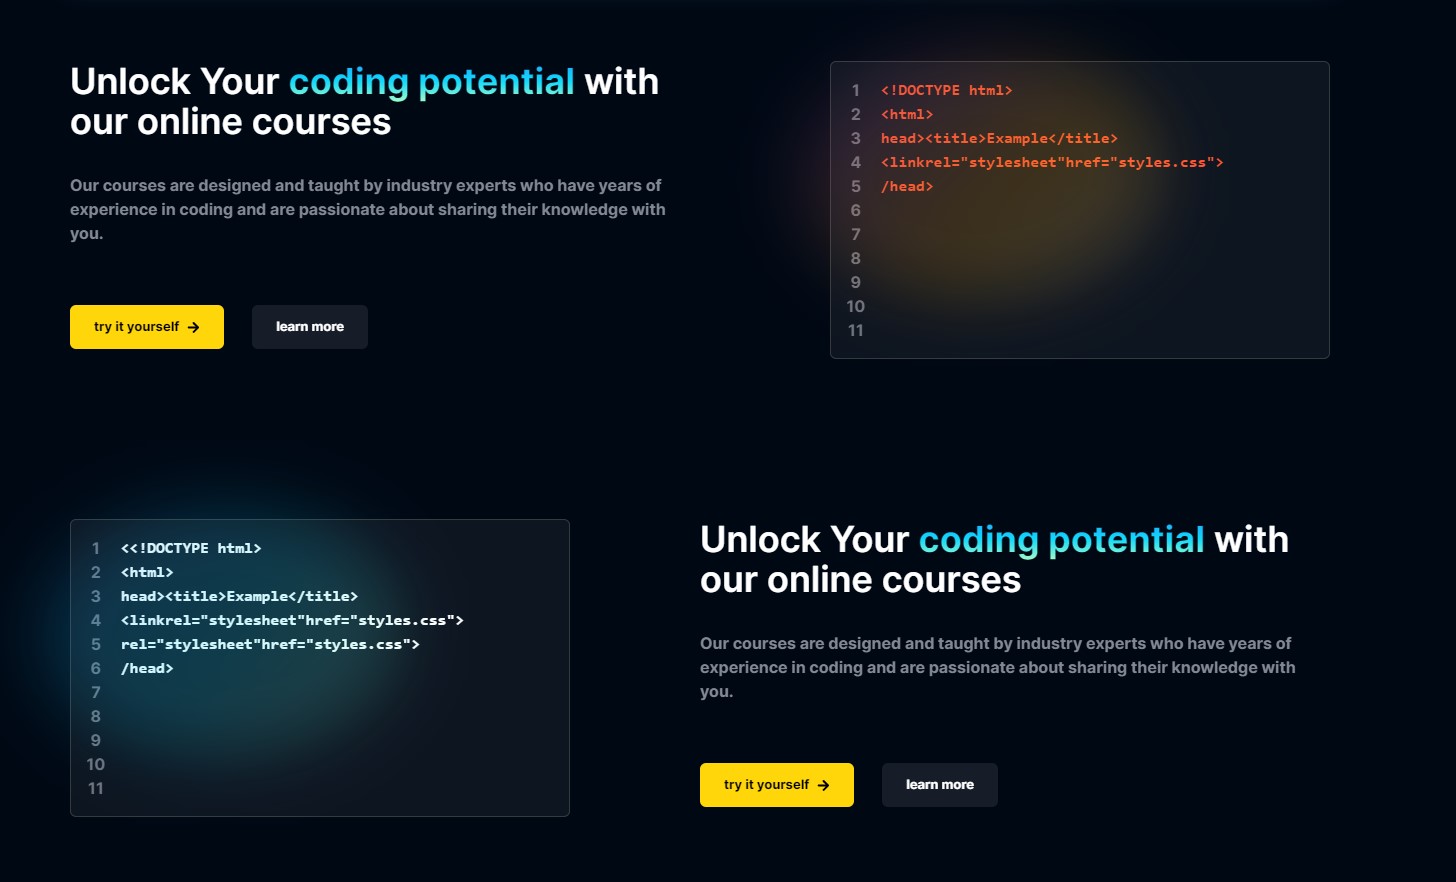 Unlock Your coding potential with
our online courses
Our courses are designed and taught by industry experts who have years of
experience in coding and are passionate about sharing their knowledge with
you.
try it yourself →
learn more
1 <!DOCTYPE html>
2 <html>
3 head><title>Example</title>
4 <linkrel="stylesheet"href="styles.css">
5 /head>
6
7
8
9
10
11
1 <<!DOCTYPE html>
2 <html>
3 head><title>Example</title>
4 <linkrel="stylesheet"href="styles.css">
5 rel="stylesheet"href="styles.css">
6 /head>
7
8
9
10
11
Unlock Your coding potential with
our online courses
Our courses are designed and taught by industry experts who have years of
experience in coding and are passionate about sharing their knowledge with
you.
try it yourself →
learn more